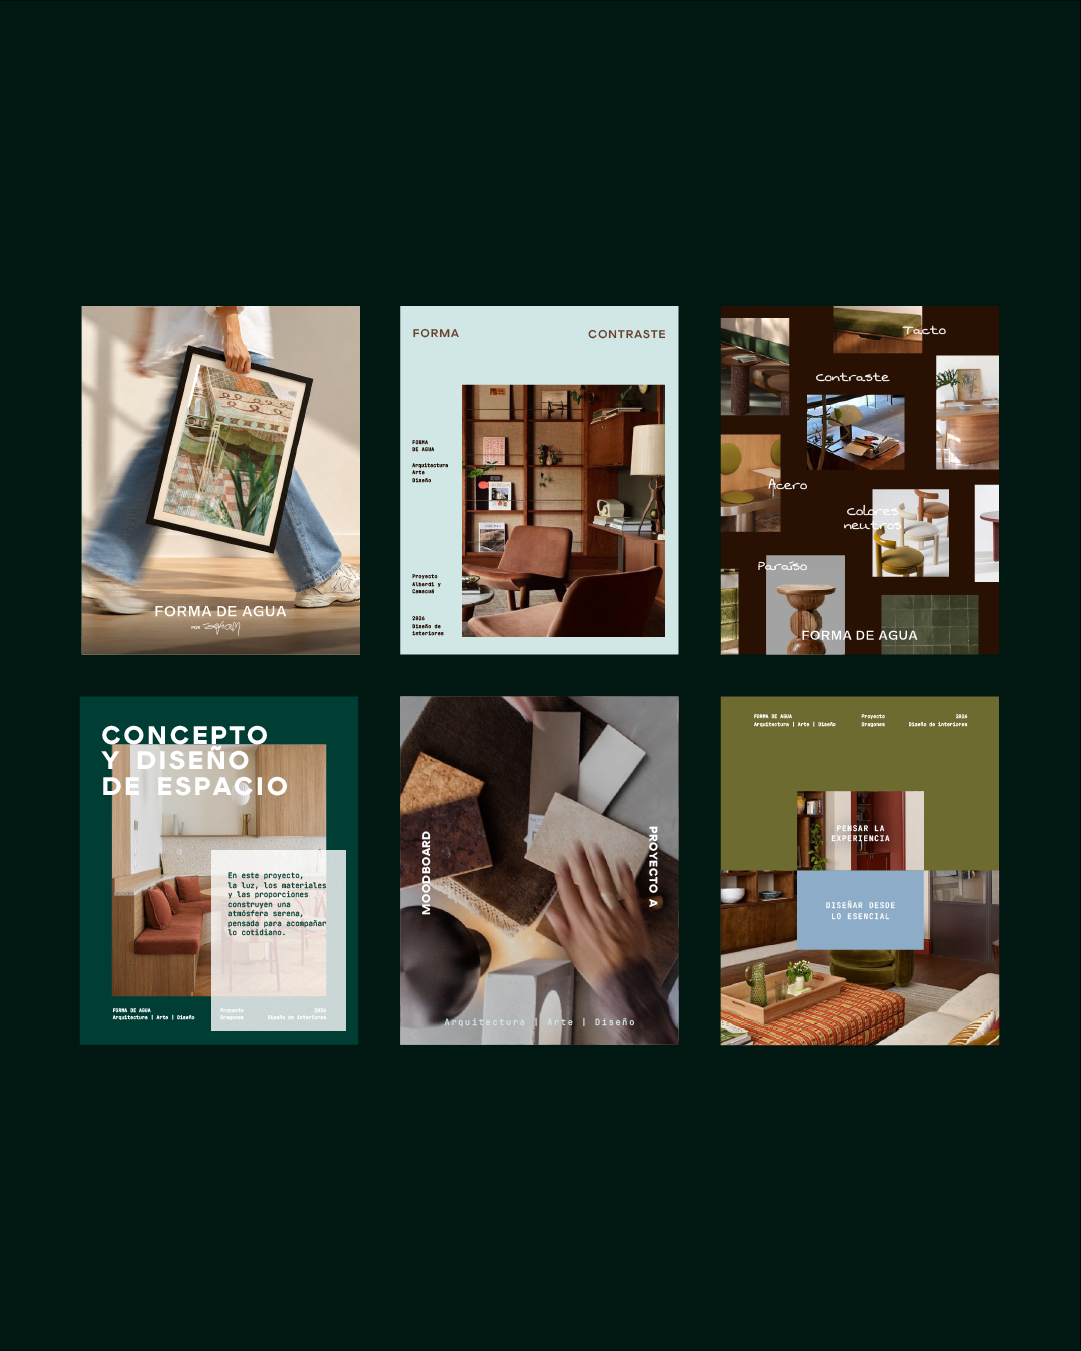 FORMA DE AGUA
POR
FORMA
CONTRASTE
FORMA
DE AGUA
Arquitectura
Arte
Diseño
Proyecto
Alberdi y
Camacuá
2026
Diseño de
interiores
Tacto
Contraste
Acero
Colores
neutros
Paraíso
FORMA DE AGUA
CONCEPTO
Y DISEÑO
DE ESPACIO
En este proyecto,
la luz, los materiales
y las proporciones
construyen una
atmósfera serena,
pensada para acompañar
lo cotidiano.
FORMA DE AGUA
Arquitectura | Arte | Diseño
Proyecto
Dragones
2026
Diseño de interiores
MOODBOARD
PROYECTO A
Arquitectura | Arte | Diseño
FORMA DE AGUA
Arquitectura | Arte | Diseño
Proyecto
Dragones
2026
Diseño de interiores
PENSAR LA
EXPERIENCIA
DISEÑAR DESDE
LO ESENCIAL